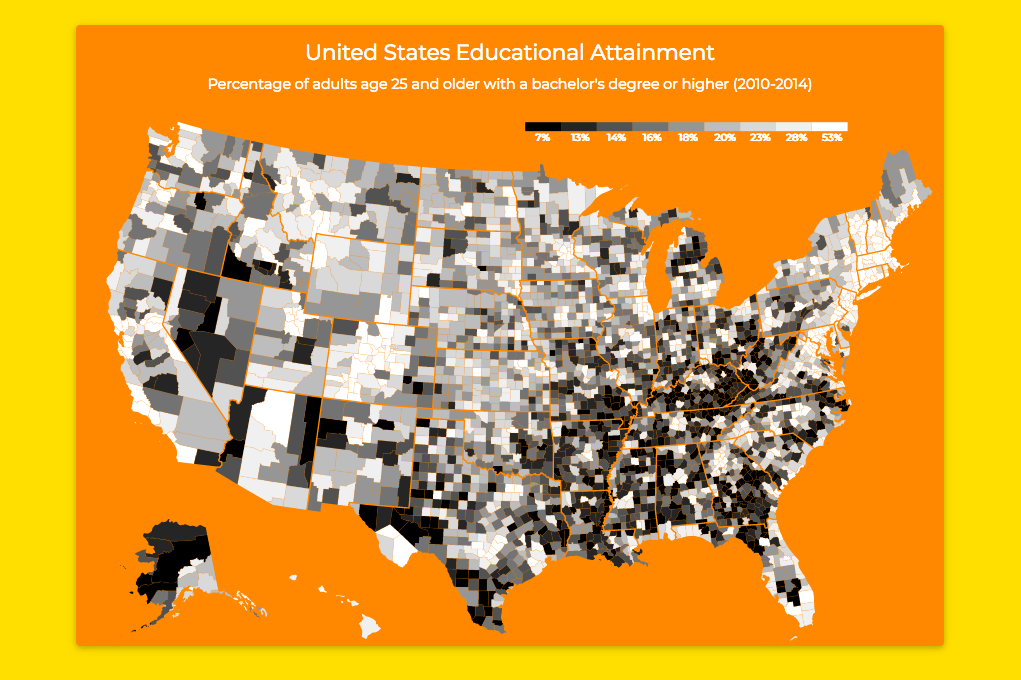 United States Educational Attainment
Percentage of adults age 25 and older with a bachelor's degree or higher (2010-2014)
7% 13% 14% 16% 18% 20% 23% 28% 53%